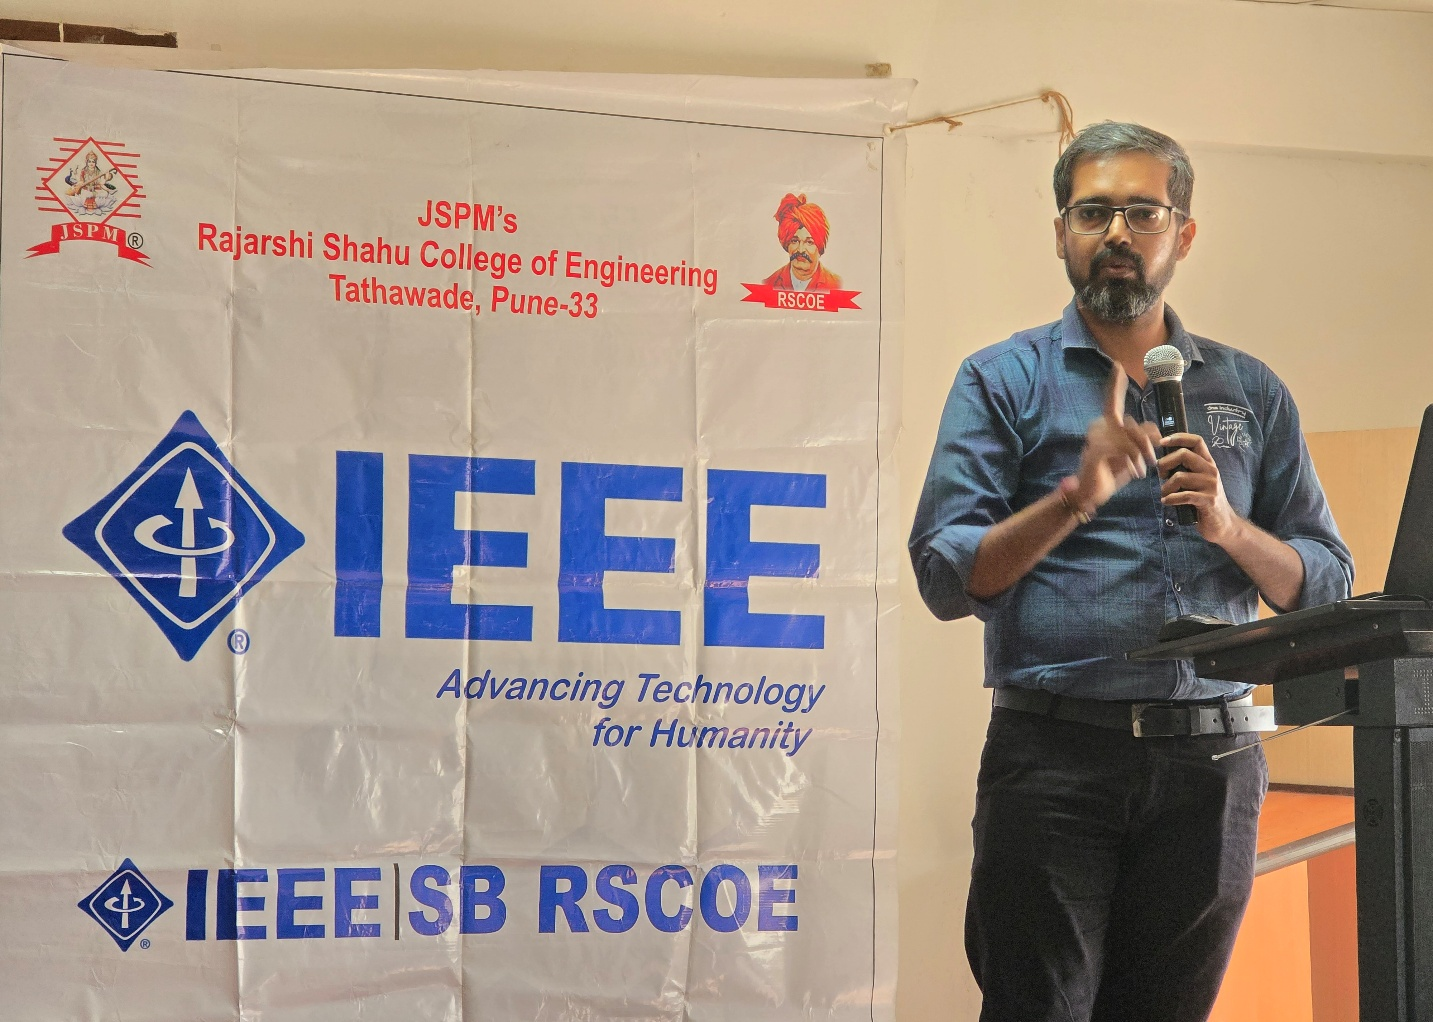 JSPM ®
JSPM's
Rajarshi Shahu College of Engineering
Tathawade, Pune-33
RSCOE
IEEE
®
Advancing Technology
for Humanity
® IEEE | SB RSCOE
Vintage